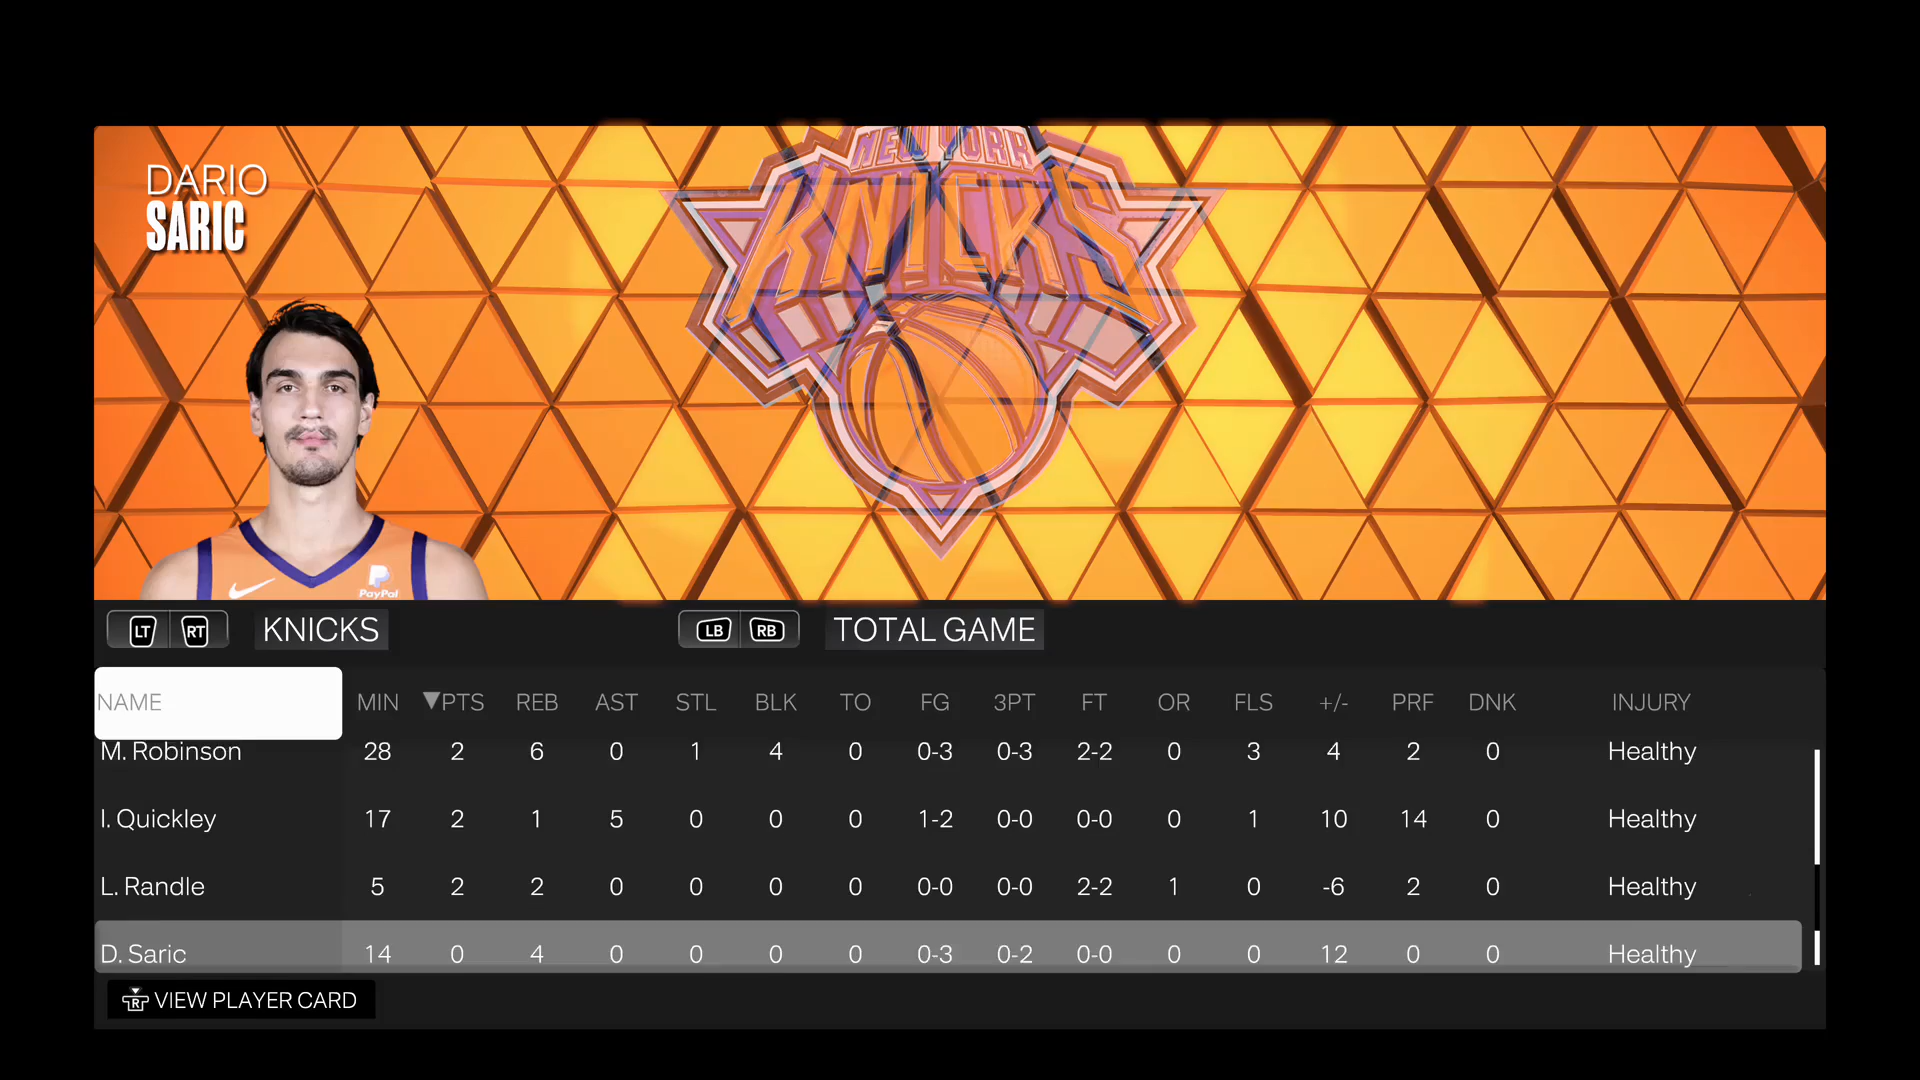 DARIO
SARIC
NEW YORK
KNICKS
PayPal
LT RT KNICKS LB RB TOTAL GAME
NAME MIN ▼PTS REB AST STL BLK TO FG 3PT FT OR FLS +/- PRF DNK INJURY
M. Robinson 28 2 6 0 1 4 0 0-3 0-3 2-2 0 3 4 2 0 Healthy
I. Quickley 17 2 1 5 0 0 0 1-2 0-0 0-0 0 1 10 14 0 Healthy
L. Randle 5 2 2 0 0 0 0 0-0 0-0 2-2 1 0 -6 2 0 Healthy
D. Saric 14 0 4 0 0 0 0 0-3 0-2 0-0 0 0 12 0 0 Healthy
R VIEW PLAYER CARD